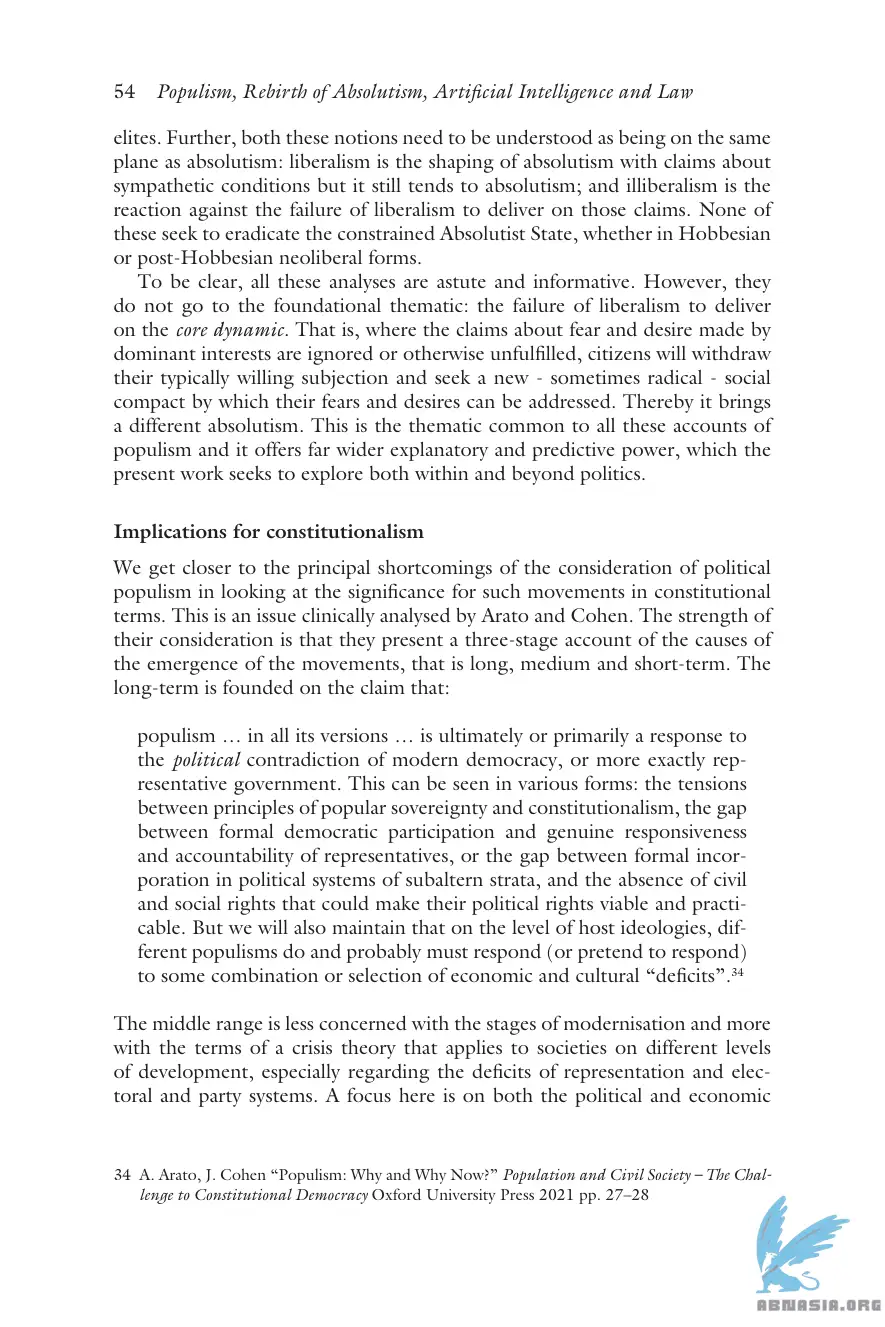 54 Populism, Rebirth of Absolutism, Artificial Intelligence and Law
elites. Further, both these notions need to be understood as being on the same
plane as absolutism: liberalism is the shaping of absolutism with claims about
sympathetic conditions but it still tends to absolutism; and illiberalism is the
reaction against the failure of liberalism to deliver on those claims. None of
these seek to eradicate the constrained Absolutist State, whether in Hobbesian
or post-Hobbesian neoliberal forms.
To be clear, all these analyses are astute and informative. However, they
do not go to the foundational thematic: the failure of liberalism to deliver
on the core dynamic. That is, where the claims about fear and desire made by
dominant interests are ignored or otherwise unfulfilled, citizens will withdraw
their typically willing subjection and seek a new - sometimes radical - social
compact by which their fears and desires can be addressed. Thereby it brings
a different absolutism. This is the thematic common to all these accounts of
populism and it offers far wider explanatory and predictive power, which the
present work seeks to explore both within and beyond politics.
Implications for constitutionalism
We get closer to the principal shortcomings of the consideration of political
populism in looking at the significance for such movements in constitutional
terms. This is an issue clinically analysed by Arato and Cohen. The strength of
their consideration is that they present a three-stage account of the causes of
the emergence of the movements, that is long, medium and short-term. The
long-term is founded on the claim that:
populism … in all its versions … is ultimately or primarily a response to
the political contradiction of modern democracy, or more exactly rep-
resentative government. This can be seen in various forms: the tensions
between principles of popular sovereignty and constitutionalism, the gap
between formal democratic participation and genuine responsiveness
and accountability of representatives, or the gap between formal incor-
poration in political systems of subaltern strata, and the absence of civil
and social rights that could make their political rights viable and practi-
cable. But we will also maintain that on the level of host ideologies, dif-
ferent populisms do and probably must respond (or pretend to respond)
to some combination or selection of economic and cultural “deficits”.34
The middle range is less concerned with the stages of modernisation and more
with the terms of a crisis theory that applies to societies on different levels
of development, especially regarding the deficits of representation and elec-
toral and party systems. A focus here is on both the political and economic
34 A. Arato, J. Cohen “Populism: Why and Why Now?” Population and Civil Society – The Chal-
lenge to Constitutional Democracy Oxford University Press 2021 pp. 27–28
ABNASIA.ORG